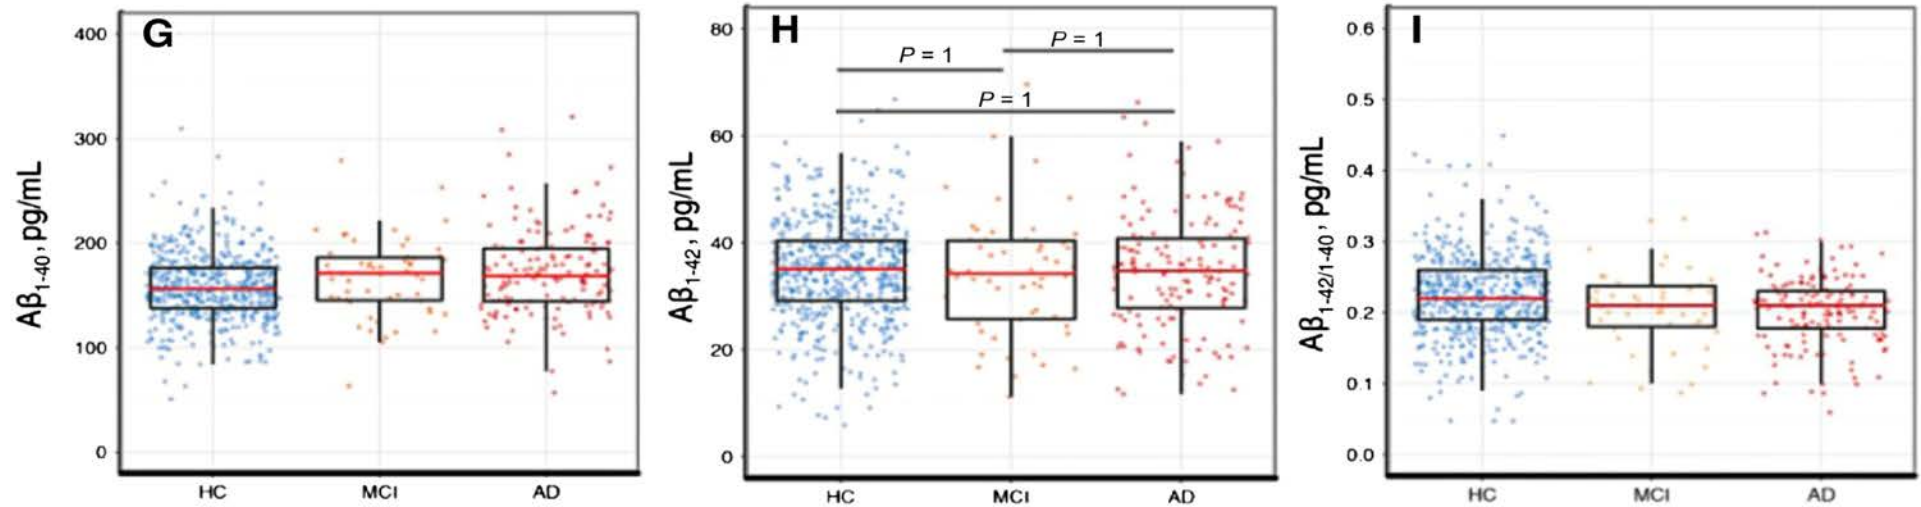 G
Aβ1-40, pg/mL
400
300
200
100
0
HC MCI AD
H
Aβ1-42, pg/mL
80
60
40
20
0
P = 1
P = 1
P = 1
HC MCI AD
I
Aβ1-42/1-40, pg/mL
0.6
0.5
0.4
0.3
0.2
0.1
0.0
HC MCI AD